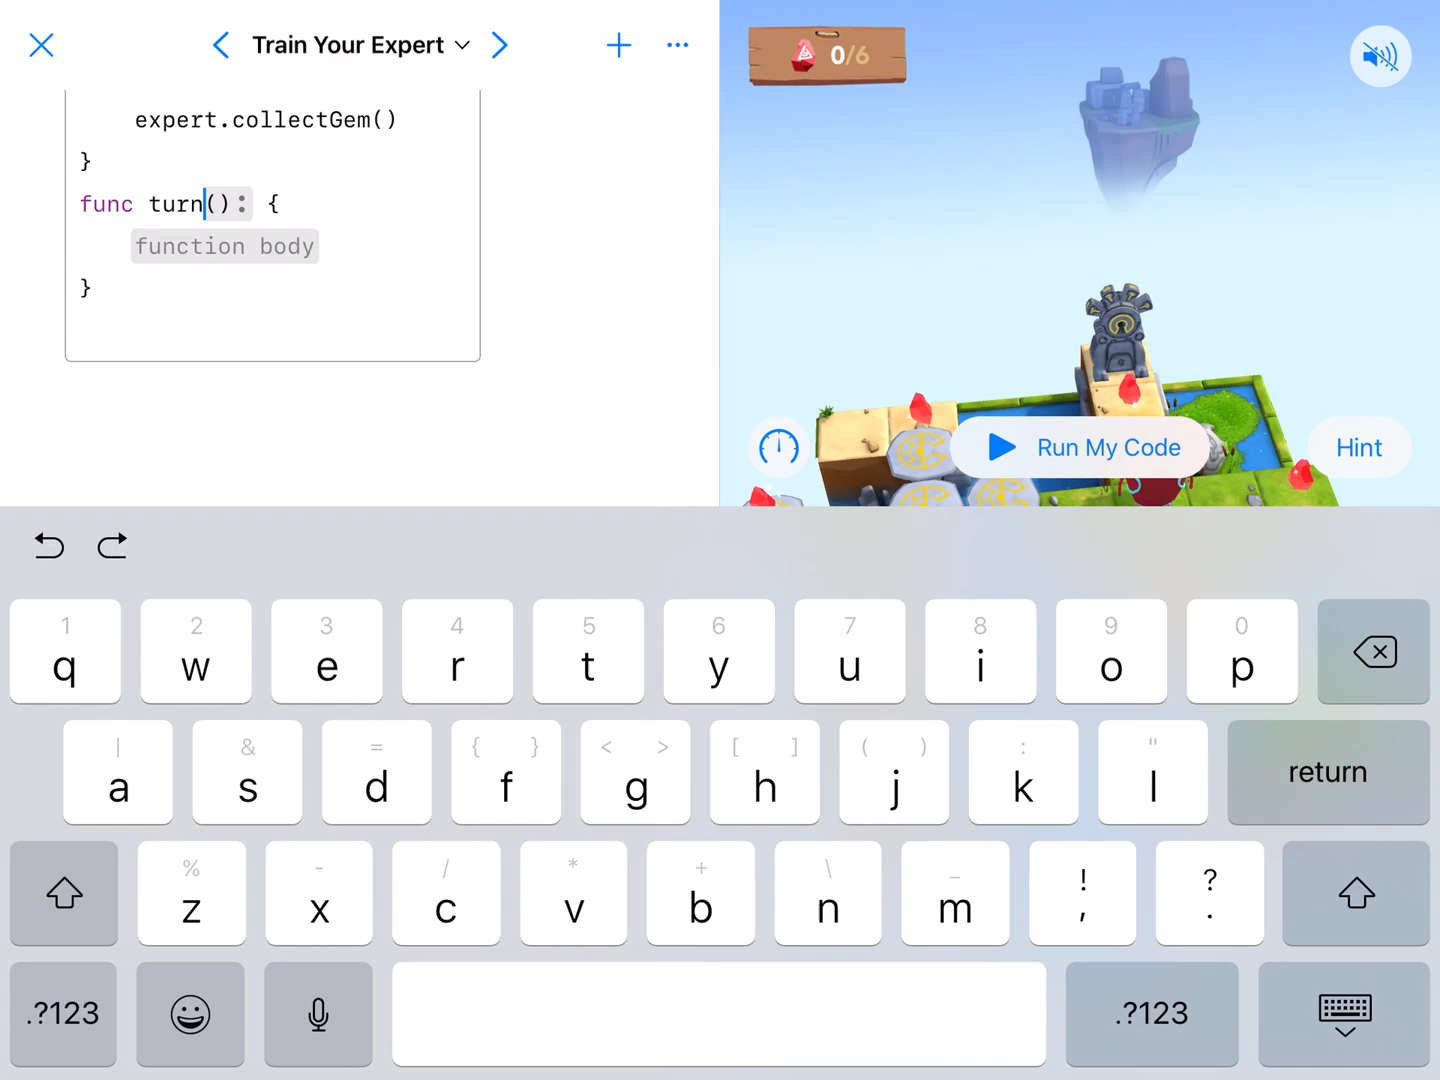 Train Your Expert
expert.collectGem()
}
func turn(): {
function body
}
0/6
Run My Code
Hint
1 2 3 4 5 6 7 8 9 0
q w e r t y u i o p
| & = { } < > [ ] ( ) : "
a s d f g h j k l return
% - / * + \ _ ! ?
z x c v b n m , .
.?123 .?123